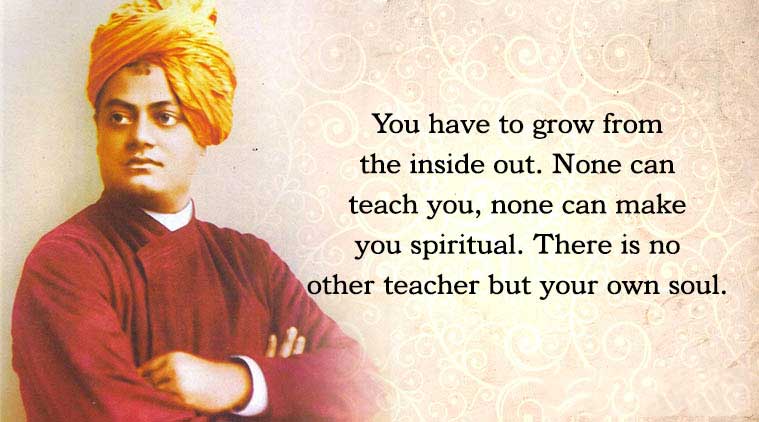 You have to grow from
the inside out. None can
teach you, none can make
you spiritual. There is no
other teacher but your own soul.